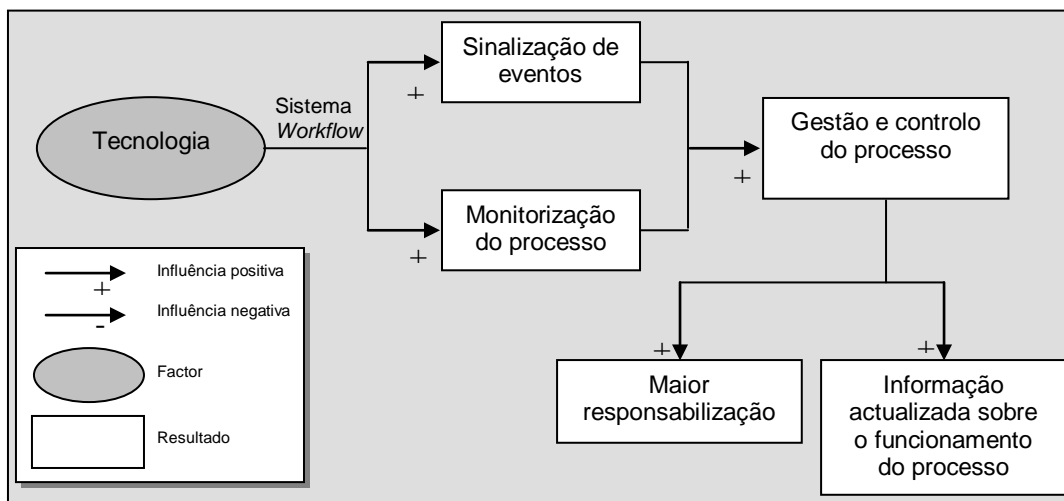 Sinalização de
eventos
+
Sistema
Workflow
Tecnologia
Gestão e controlo
do processo
+
Monitorização
do processo
+
Influência positiva
+
Influência negativa
-
Factor
Resultado
+
Maior
responsabilização
+
Informação
actualizada sobre
o funcionamento
do processo